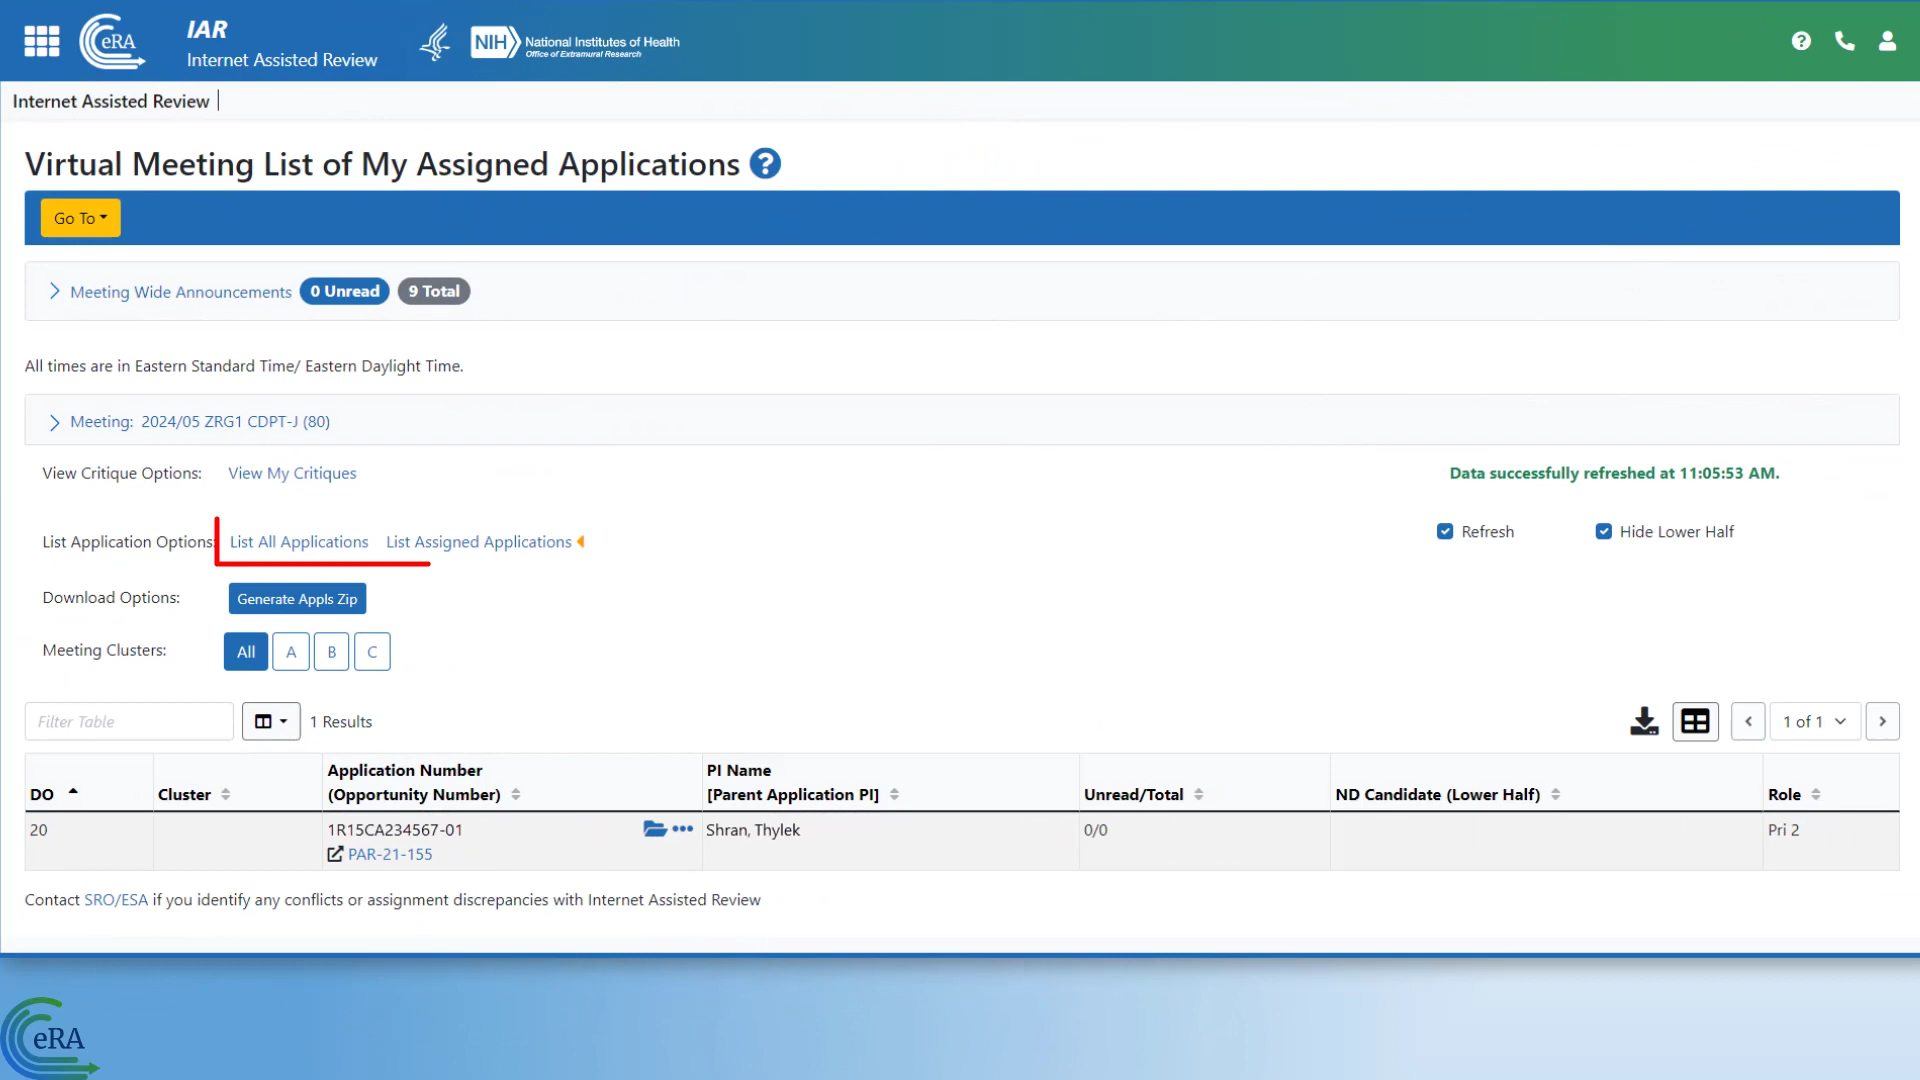 eRA
IAR
Internet Assisted Review
NIH National Institutes of Health
Office of Extramural Research
Internet Assisted Review
Virtual Meeting List of My Assigned Applications ?
Go To
Meeting Wide Announcements 0 Unread 9 Total
All times are in Eastern Standard Time/ Eastern Daylight Time.
Meeting: 2024/05 ZRG1 CDPT-J (80)
View Critique Options: View My Critiques
Data successfully refreshed at 11:05:53 AM.
List Application Options: List All Applications List Assigned Applications
Refresh Hide Lower Half
Download Options: Generate Appls Zip
Meeting Clusters: All A B C
Filter Table 1 Results 1 of 1
DO Cluster Application Number (Opportunity Number) PI Name [Parent Application PI] Unread/Total ND Candidate (Lower Half) Role
20 1R15CA234567-01 Shran, Thylek 0/0 Pri 2
PAR-21-155
Contact SRO/ESA if you identify any conflicts or assignment discrepancies with Internet Assisted Review
eRA